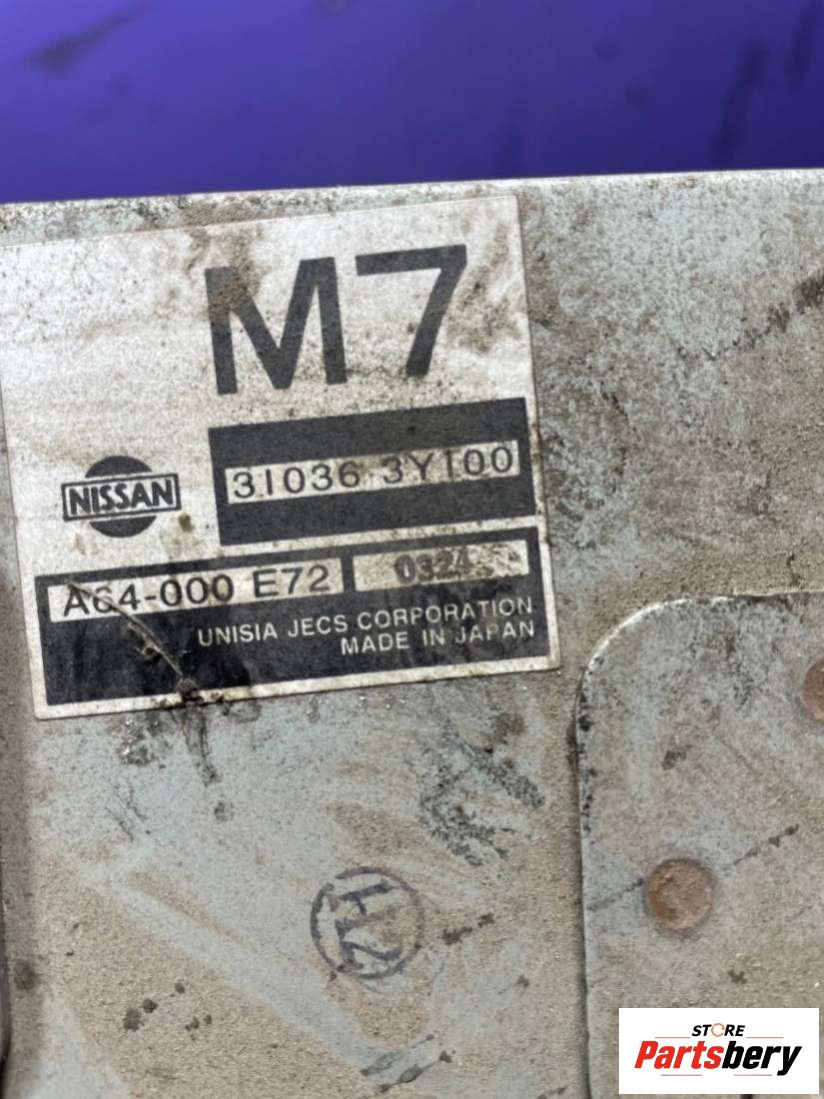 M7
NISSAN
31036 3Y100
A64-000 E72 0324
UNISIA JECS CORPORATION
MADE IN JAPAN
STORE
Partsbery